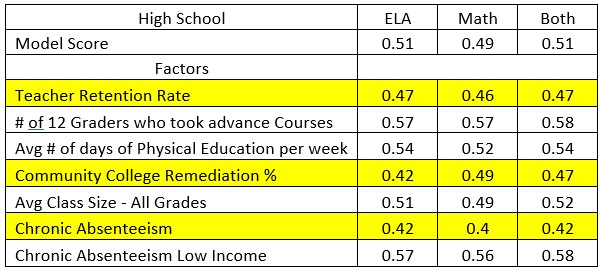 High School ELA Math Both
Model Score 0.51 0.49 0.51
Factors
Teacher Retention Rate 0.47 0.46 0.47
# of 12 Graders who took advance Courses 0.57 0.57 0.58
Avg # of days of Physical Education per week 0.54 0.52 0.54
Community College Remediation % 0.42 0.49 0.47
Avg Class Size - All Grades 0.51 0.49 0.52
Chronic Absenteeism 0.42 0.4 0.42
Chronic Absenteeism Low Income 0.57 0.56 0.58